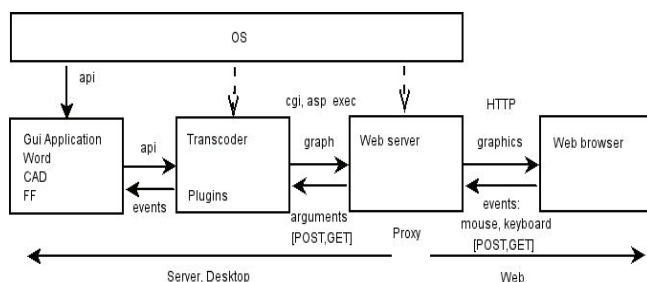 OS
api
cgi, asp exec
HTTP
Gui Application
Word
CAD
FF
api
events
Transcoder
Plugins
graph
arguments
[POST,GET]
Web server
graphics
events:
mouse, keyboard
[POST,GET]
Web browser
Proxy
Server, Desktop
Web